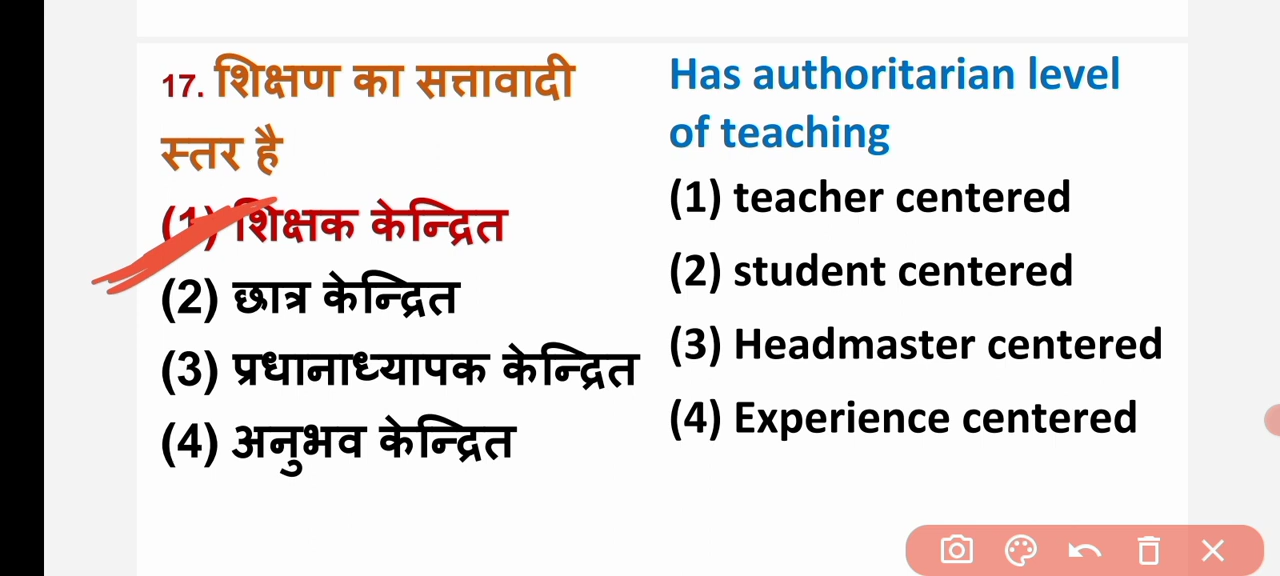 17. शिक्षण का सत्तावादी
स्तर है
(1) शिक्षक केन्द्रित
(2) छात्र केन्द्रित
(3) प्रधानाध्यापक केन्द्रित
(4) अनुभव केन्द्रित
Has authoritarian level
of teaching
(1) teacher centered
(2) student centered
(3) Headmaster centered
(4) Experience centered